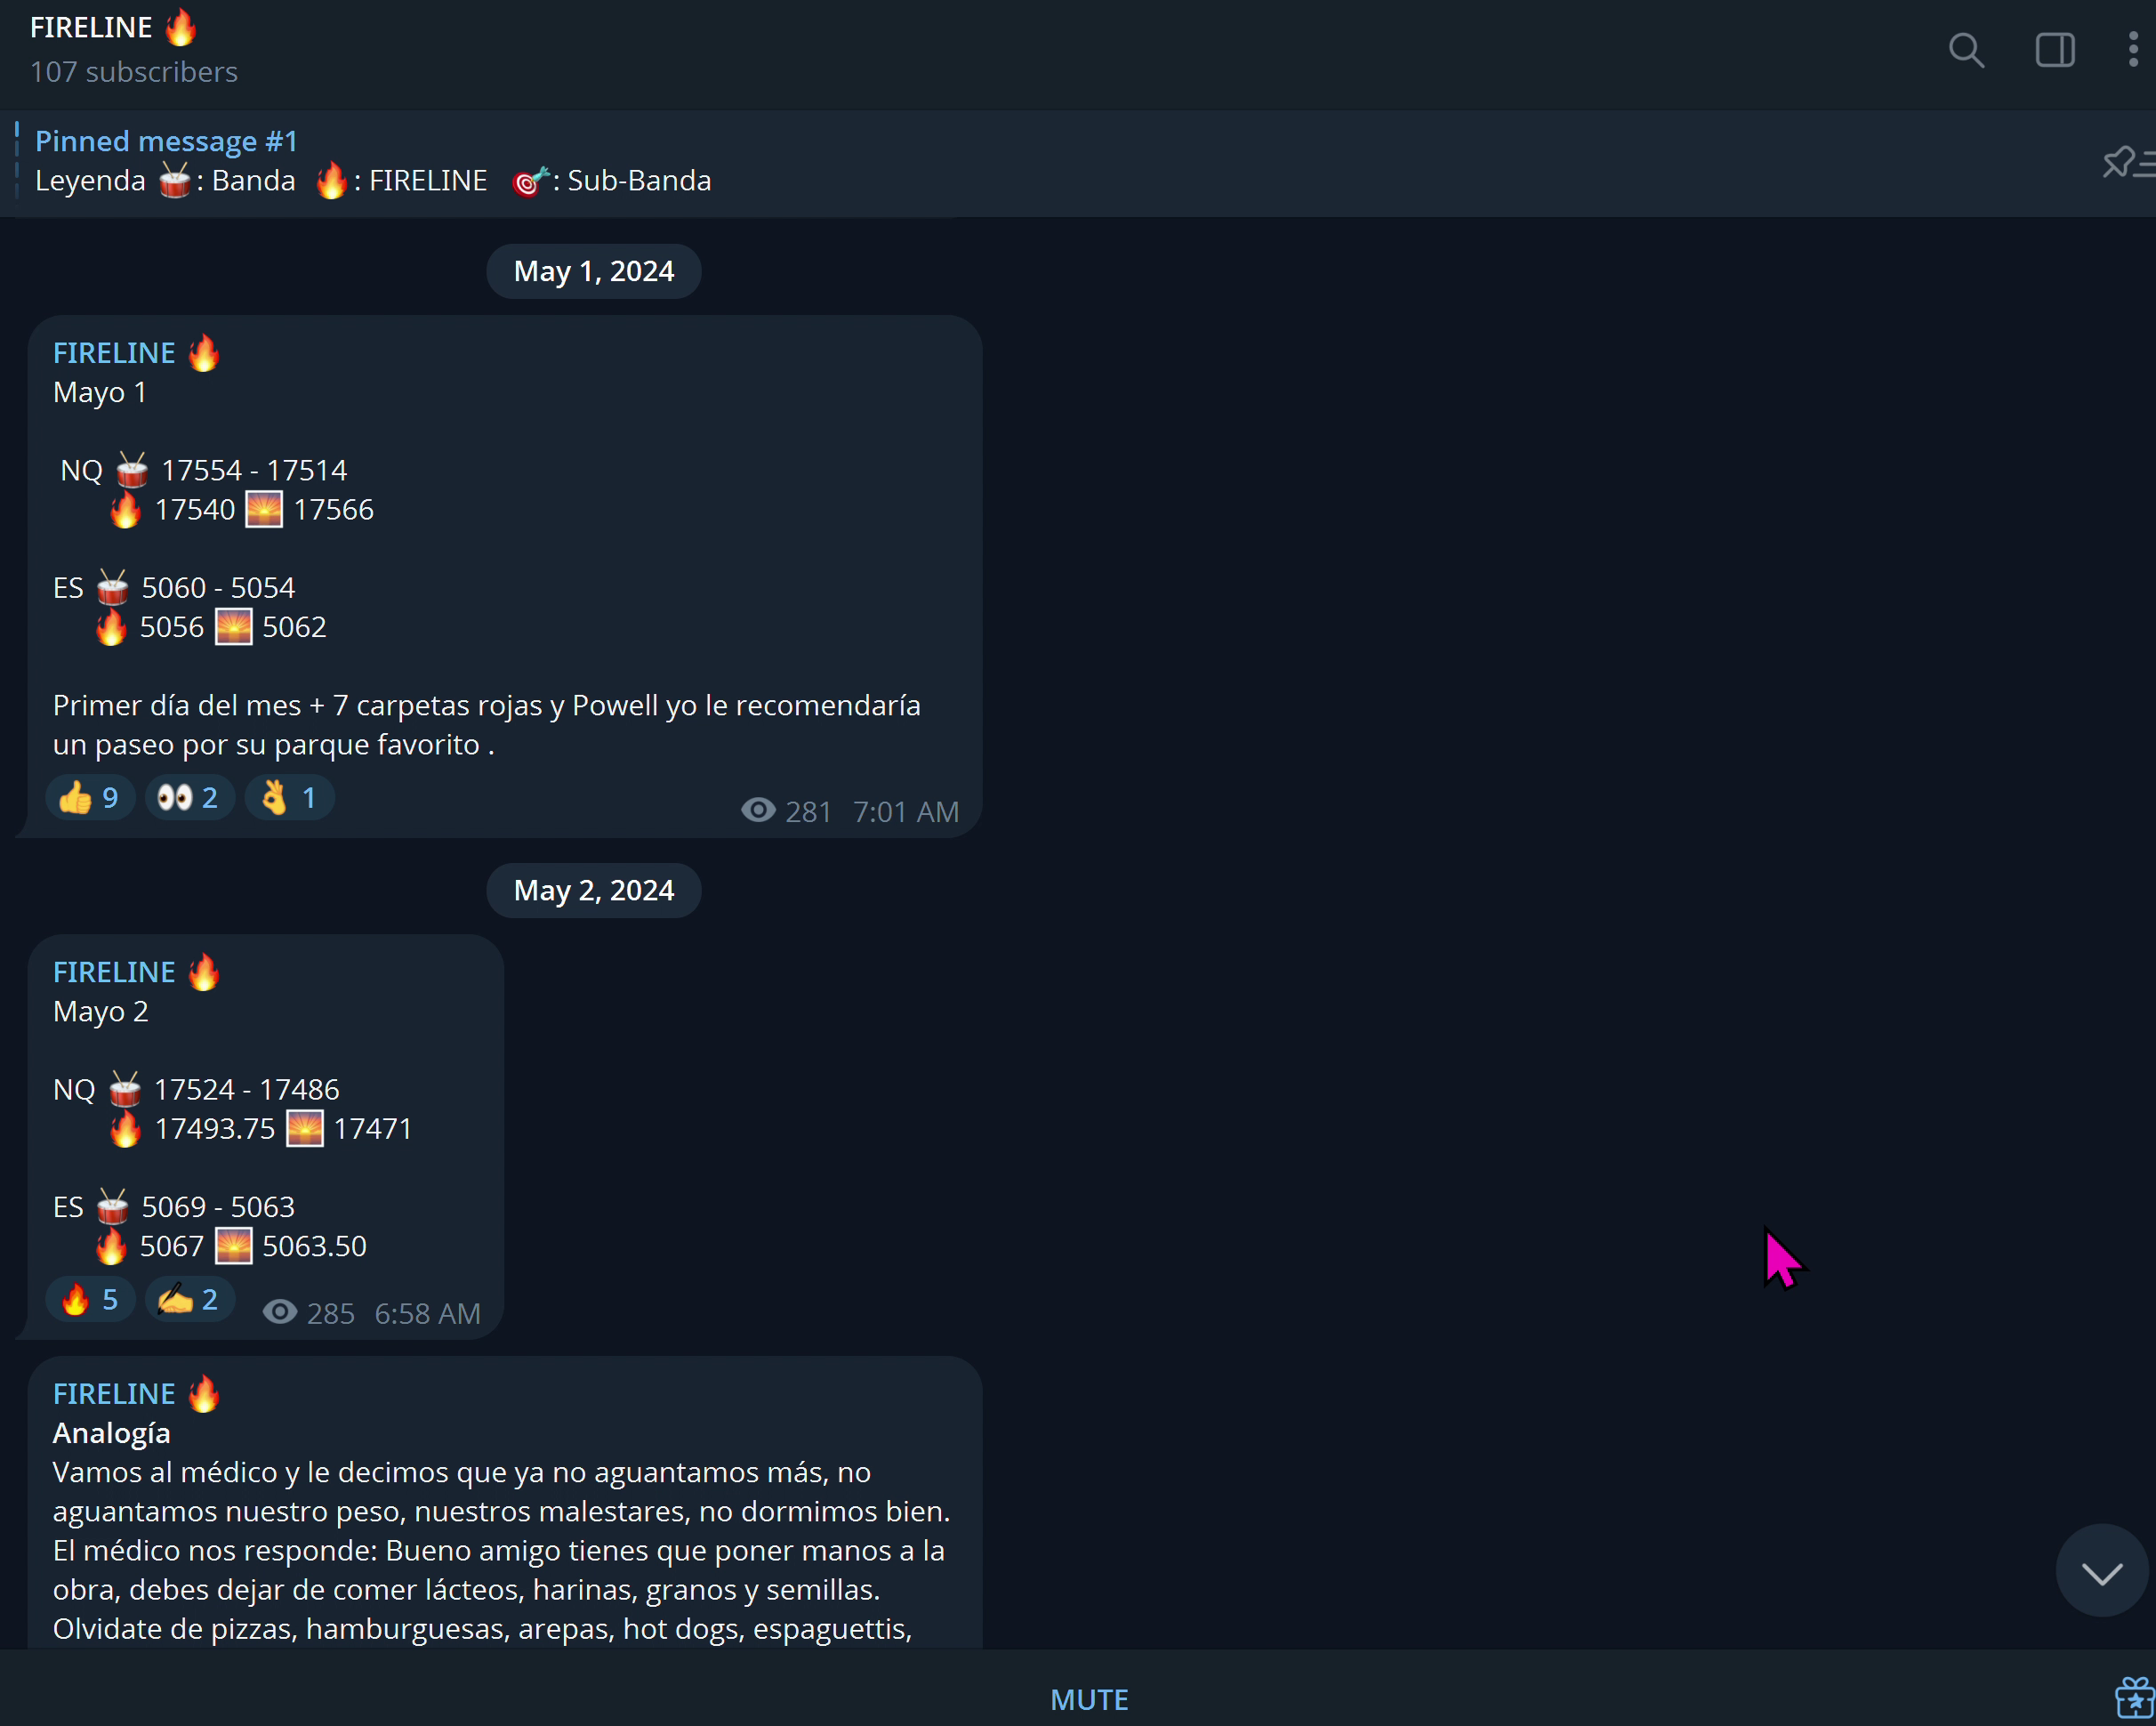 FIRELINE 🔥
107 subscribers
Pinned message #1
Leyenda 🥁: Banda 🔥: FIRELINE 🎯: Sub-Banda
May 1, 2024
FIRELINE 🔥
Mayo 1
NQ 🥁 17554 - 17514
🔥 17540 🌅 17566
ES 🥁 5060 - 5054
🔥 5056 🌅 5062
Primer día del mes + 7 carpetas rojas y Powell yo le recomendaría
un paseo por su parque favorito .
👍 9 👀 2 👌 1 281 7:01 AM
May 2, 2024
FIRELINE 🔥
Mayo 2
NQ 🥁 17524 - 17486
🔥 17493.75 🌅 17471
ES 🥁 5069 - 5063
🔥 5067 🌅 5063.50
🔥 5 ✍️ 2 285 6:58 AM
FIRELINE 🔥
Analogía
Vamos al médico y le decimos que ya no aguantamos más, no
aguantamos nuestro peso, nuestros malestares, no dormimos bien.
El médico nos responde: Bueno amigo tienes que poner manos a la
obra, debes dejar de comer lácteos, harinas, granos y semillas.
Olvidate de pizzas, hamburguesas, arepas, hot dogs, espaguettis,
MUTE